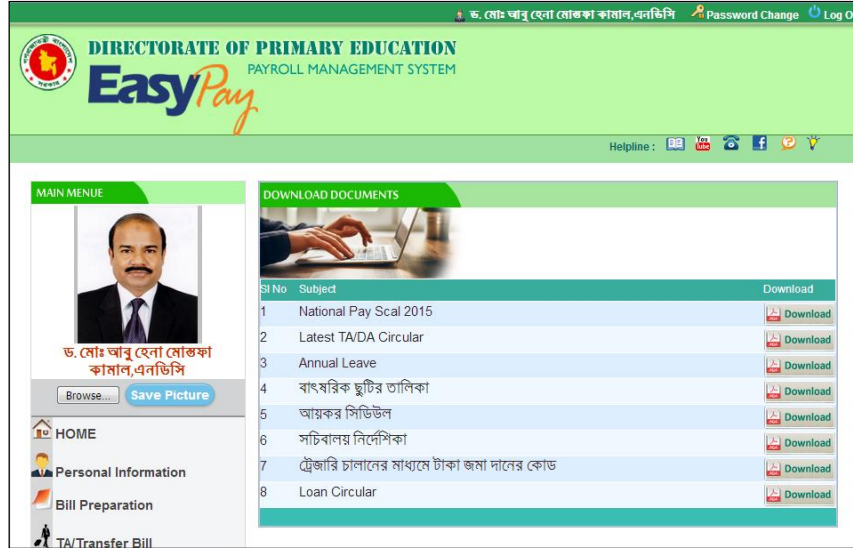 ড. মোঃ আবু হেনা মোস্তফা কামাল,এনডিসি Password Change Log O
DIRECTORATE OF PRIMARY EDUCATION
EasyPay PAYROLL MANAGEMENT SYSTEM
Helpline :
MAIN MENUE
ড. মোঃ আবু হেনা মোস্তফা
কামাল,এনডিসি
Browse... Save Picture
HOME
Personal Information
Bill Preparation
TA/Transfer Bill
DOWNLOAD DOCUMENTS
Sl No Subject Download
1 National Pay Scal 2015 Download
2 Latest TA/DA Circular Download
3 Annual Leave Download
4 বাৎষরিক ছুটির তালিকা Download
5 আয়কর সিডিউল Download
6 সচিবালয় নির্দেশিকা Download
7 ট্রেজারি চালানের মাধ্যমে টাকা জমা দানের কোড Download
8 Loan Circular Download